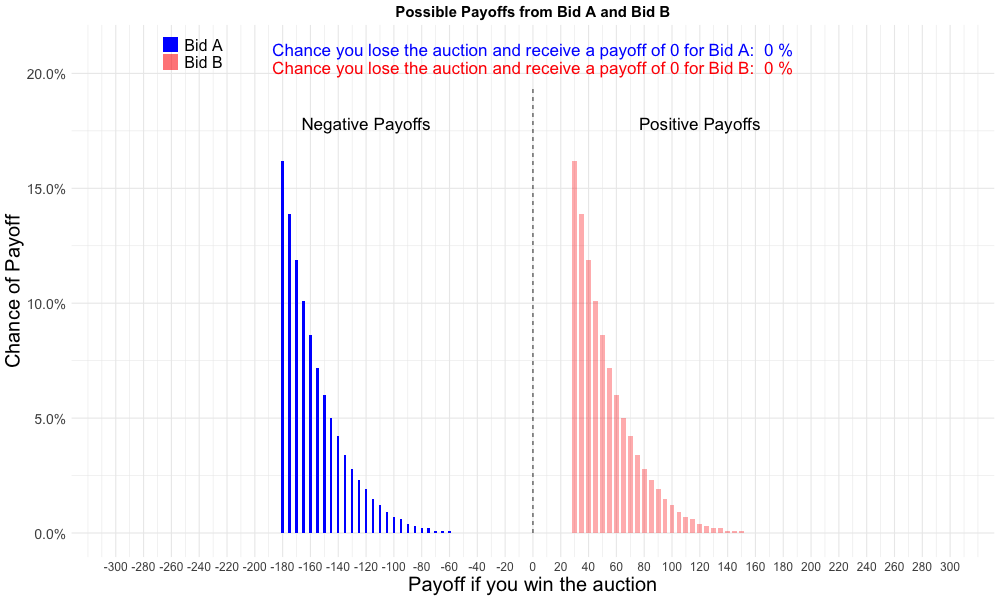 Possible Payoffs from Bid A and Bid B
Bid A
Bid B
Chance you lose the auction and receive a payoff of 0 for Bid A:  0 %
Chance you lose the auction and receive a payoff of 0 for Bid B:  0 %
Negative Payoffs
Positive Payoffs
Chance of Payoff
20.0%
15.0%
10.0%
5.0%
0.0%
-300 -280 -260 -240 -220 -200 -180 -160 -140 -120 -100 -80 -60 -40 -20 0 20 40 60 80 100 120 140 160 180 200 220 240 260 280 300
Payoff if you win the auction